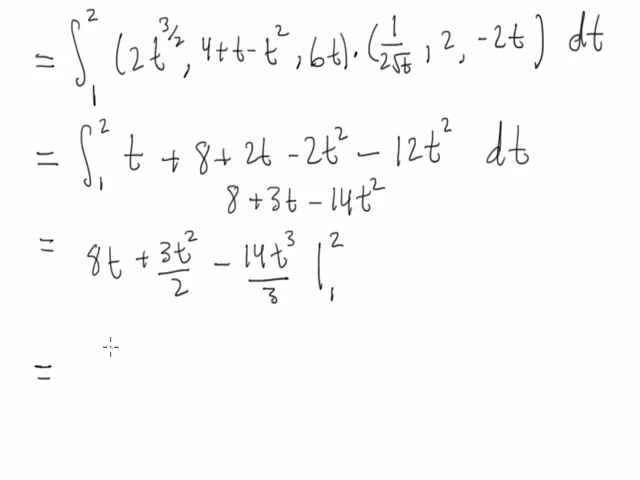 = ∫₁² (2t^{3/2}, 4+t-t², 6t)·(1/(2√t), 2, -2t) dt
= ∫₁² t + 8 + 2t - 2t² - 12t² dt
8 + 3t - 14t²
= 8t + 3t²/2 - 14t³/3 |₁²
=